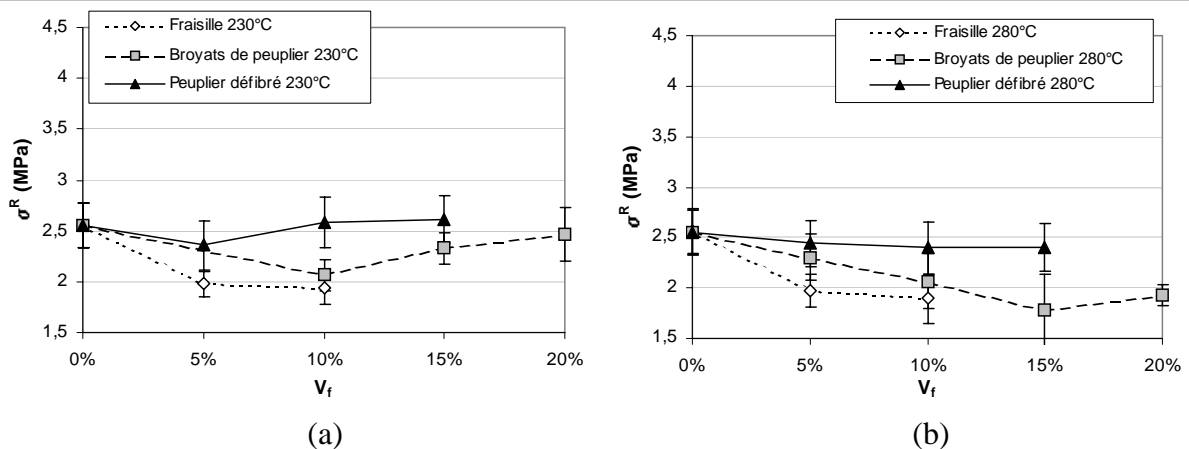 Fraisille 230°C
Broyats de peuplier 230°C
Peuplier défibré 230°C
4,5
4
3,5
3
2,5
2
1,5
σR (MPa)
0%
5%
10%
15%
20%
Vf
(a)
Fraisille 280°C
Broyats de peuplier 280°C
Peuplier défibré 280°C
4,5
4
3,5
3
2,5
2
1,5
σR (MPa)
0%
5%
10%
15%
20%
Vf
(b)